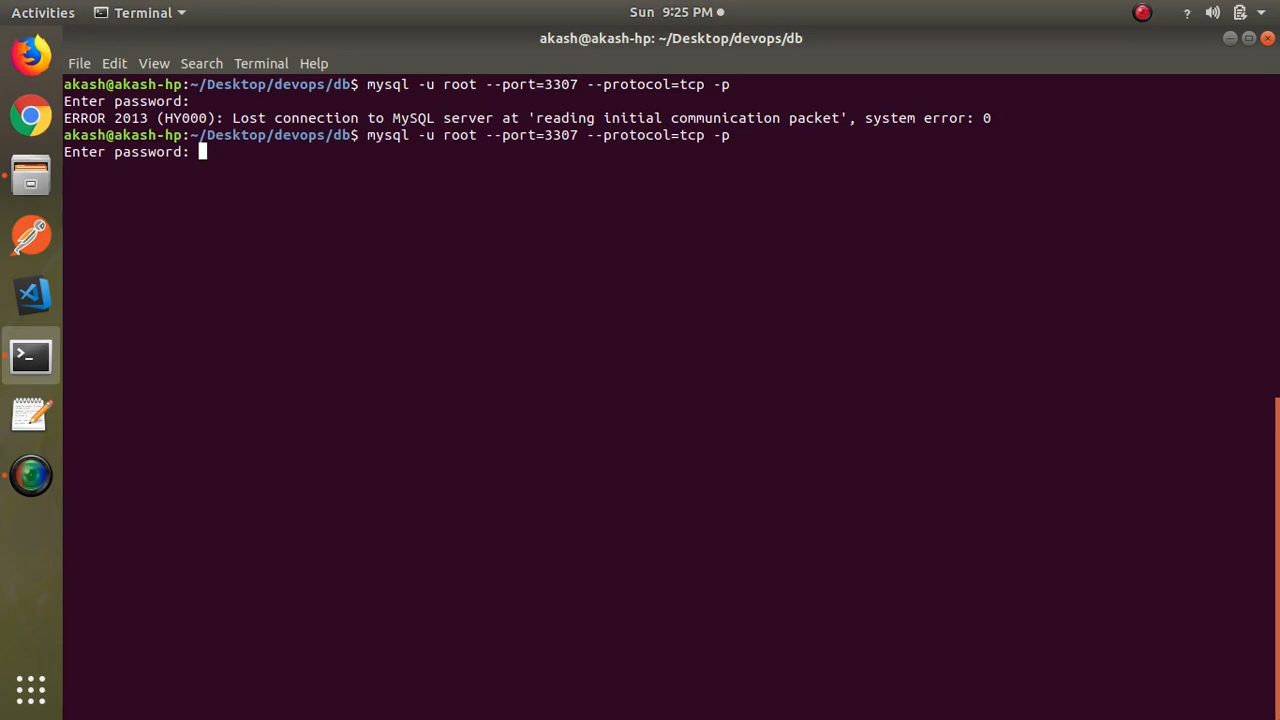 Activities Terminal Sun 9:25 PM
akash@akash-hp: ~/Desktop/devops/db
File Edit View Search Terminal Help
akash@akash-hp:~/Desktop/devops/db$ mysql -u root --port=3307 --protocol=tcp -p
Enter password:
ERROR 2013 (HY000): Lost connection to MySQL server at 'reading initial communication packet', system error: 0
akash@akash-hp:~/Desktop/devops/db$ mysql -u root --port=3307 --protocol=tcp -p
Enter password: